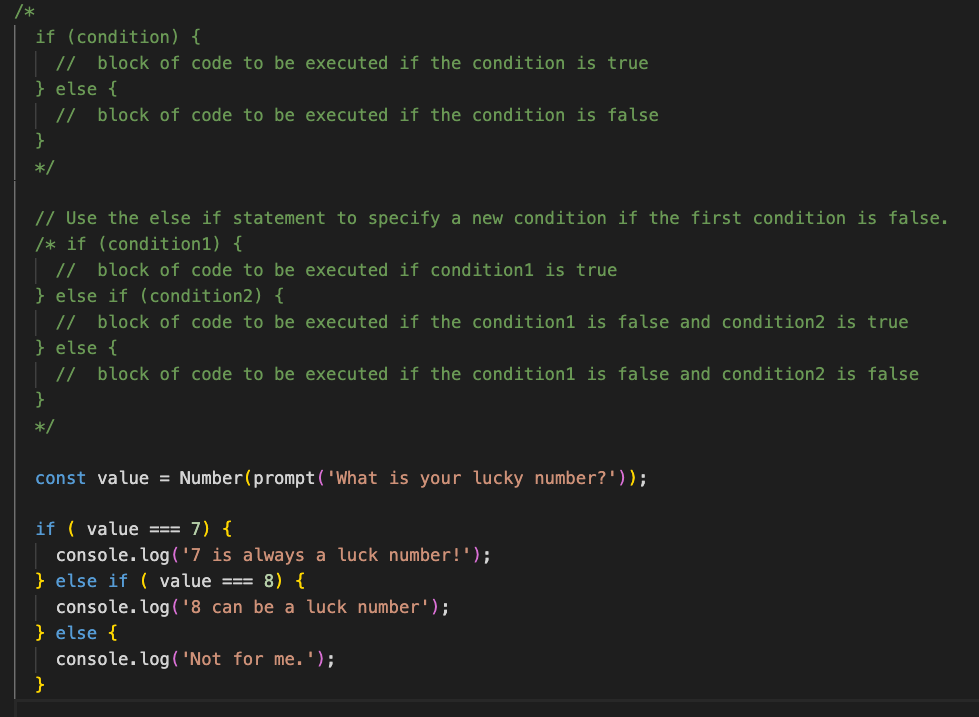 /*
if (condition) {
//  block of code to be executed if the condition is true
} else {
//  block of code to be executed if the condition is false
}
*/
// Use the else if statement to specify a new condition if the first condition is false.
/* if (condition1) {
//  block of code to be executed if condition1 is true
} else if (condition2) {
//  block of code to be executed if the condition1 is false and condition2 is true
} else {
//  block of code to be executed if the condition1 is false and condition2 is false
}
*/
const value = Number(prompt('What is your lucky number?'));
if ( value === 7) {
console.log('7 is always a luck number!');
} else if ( value === 8) {
console.log('8 can be a luck number');
} else {
console.log('Not for me.');
}